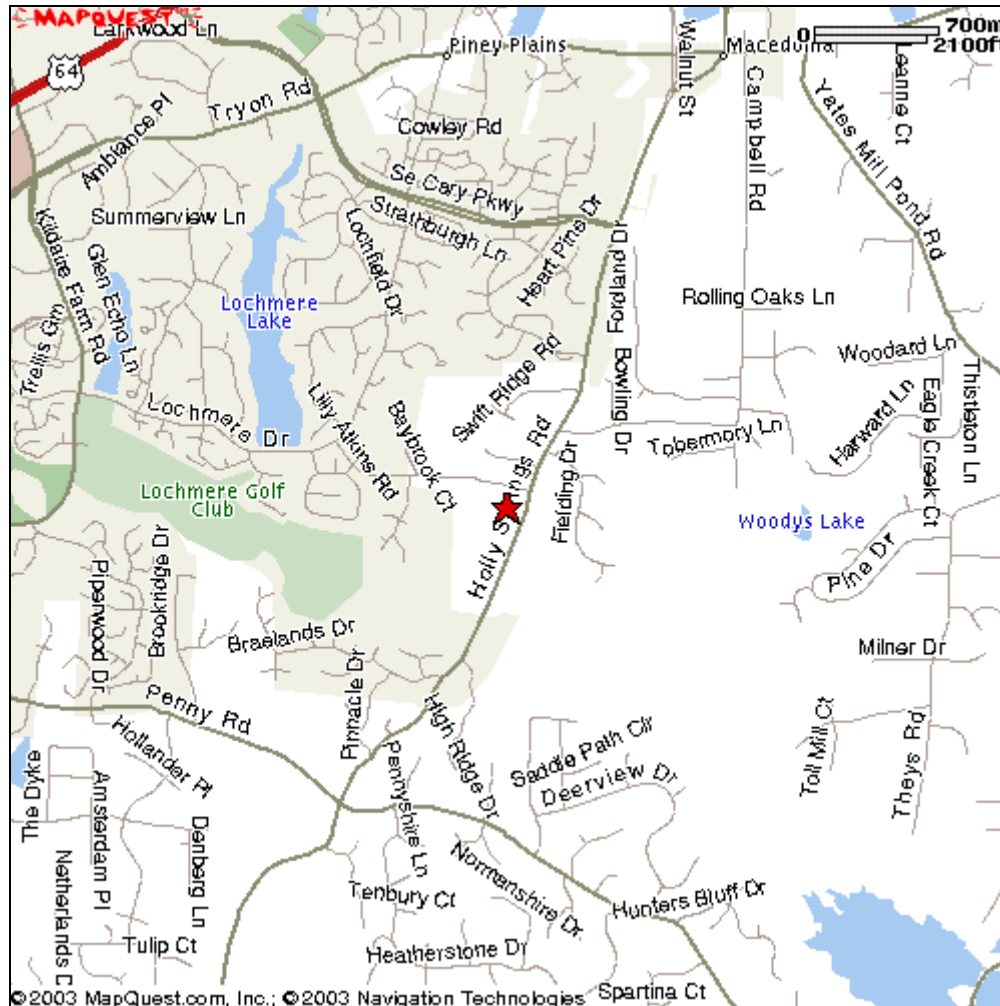 MAPQUEST
Larkwood Ln
0 700m
2100ft
64
Piney Plains
Macedonia
Walnut St
Leanne Ct
Ambiance Pl
Tryon Rd
Cowley Rd
Campbell Rd
Yates Mill Pond Rd
Se Cary Pkwy
Strathburgh Ln
Summerview Ln
Lochfield Dr
Heart Pine Dr
Kildaire Farm Rd
Glen Echo Ln
Lochmere
Lake
Fordland Dr
Rolling Oaks Ln
Trellis Grn
Woodard Ln
Swift Ridge Rd
Bowling Dr
Thistleton Ln
Lochmere Dr
Lilly Atkins Rd
Baybrook Ct
Tobermory Ln
Harward Ln
Eagle Creek Ct
Lochmere Golf
Club
Holly S ngs Rd
Fielding Dr
Woodys Lake
Pine Dr
Piperwood Dr
Brookridge Dr
Braelands Dr
Milner Dr
Pinnacle Dr
Penny Rd
High Ridge Dr
Hollander Pl
Pennyshire Ln
Saddle Path Cir
Deerview Dr
Toll Mill Ct
Theys Rd
The Dyke
Amsterdam Pl
Denberg Ln
Normanshire Dr
Netherlands D
Tenbury Ct
Hunters Bluff Dr
Tulip Ct
Heatherstone Dr
Spartina Ct
©2003 MapQuest.com, Inc.; ©2003 Navigation Technologies